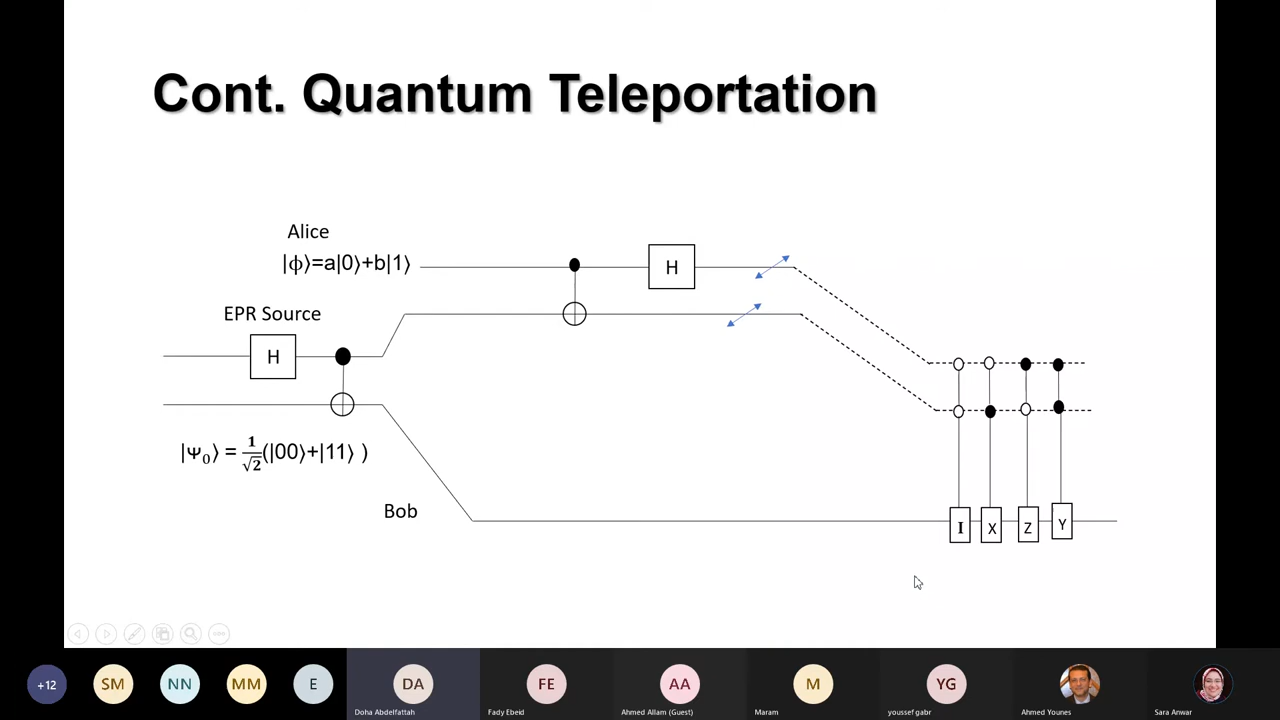 Cont. Quantum Teleportation
Alice
|ϕ⟩=a|0⟩+b|1⟩
H
EPR Source
H
|Ψ₀⟩ = 1/√2(|00⟩+|11⟩ )
Bob
I X Z Y
+12 SM NN MM E DA FE AA M YG
Doha Abdelfattah Fady Ebeid Ahmed Allam (Guest) Maram youssef gabr Ahmed Younes Sara Anwar